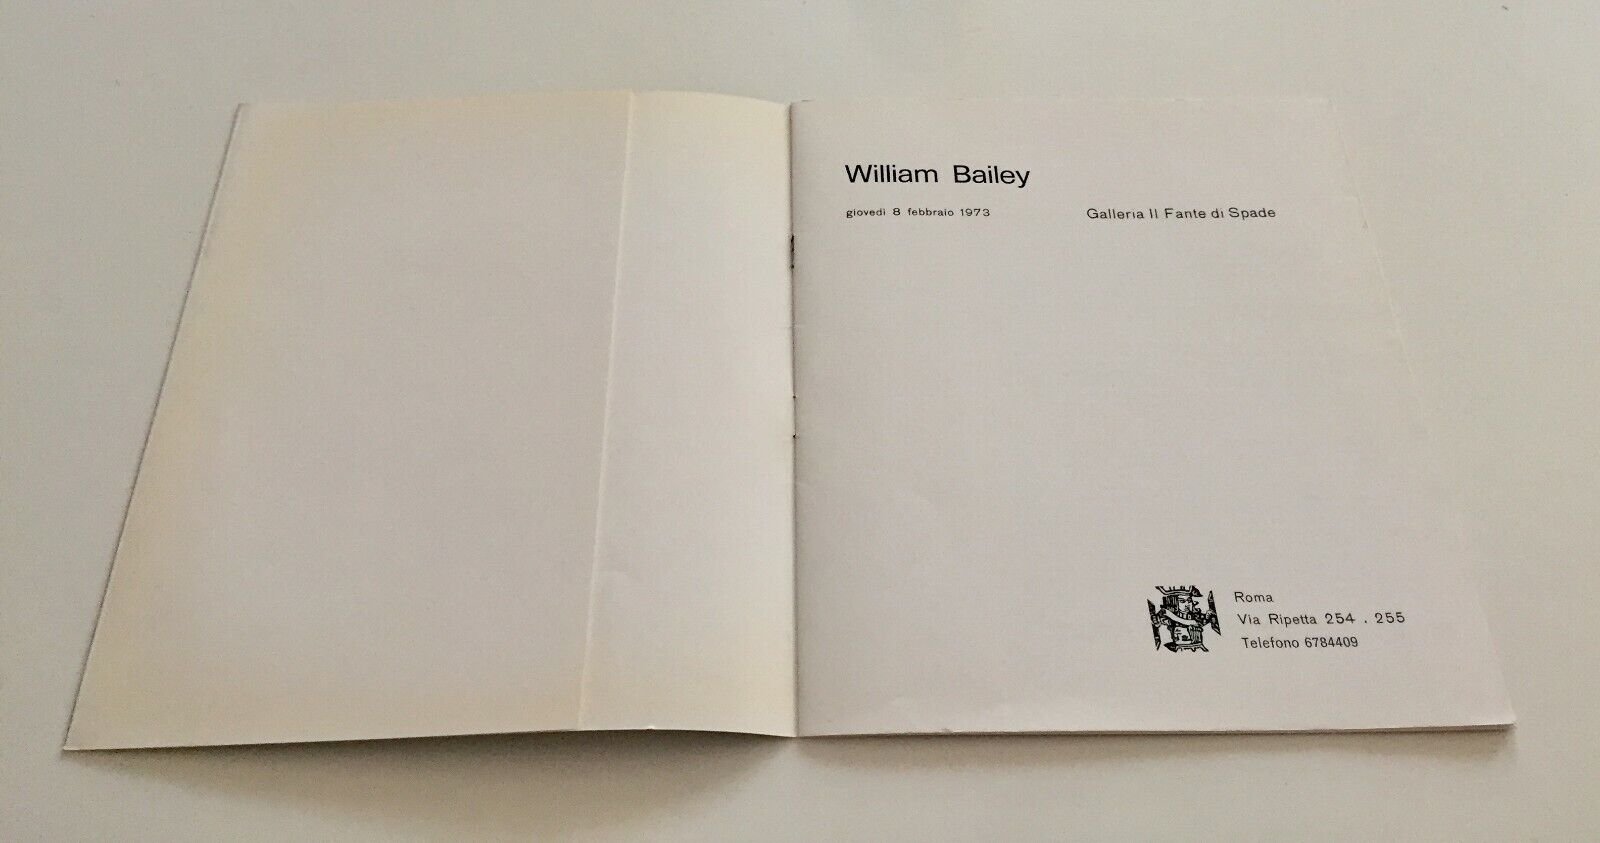 William Bailey
giovedì 8 febbraio 1973
Galleria Il Fante di Spade
Roma
Via Ripetta 254 . 255
Telefono 6784409